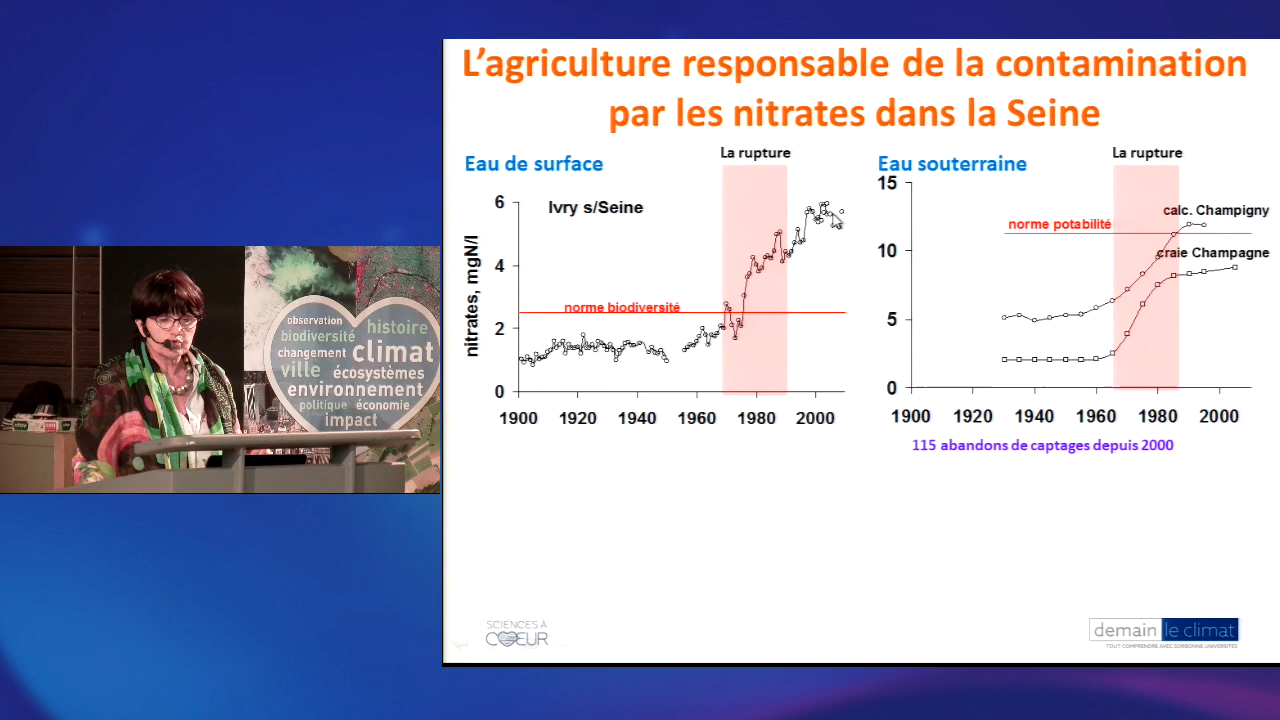 L'agriculture responsable de la contamination
par les nitrates dans la Seine
Eau de surface
La rupture
Ivry s/Seine
nitrates, mgN/l
norme biodiversité
6
4
2
0
1900 1920 1940 1960 1980 2000
Eau souterraine
La rupture
15
10
5
0
norme potabilité
calc. Champigny
craie Champagne
1900 1920 1940 1960 1980 2000
115 abandons de captages depuis 2000
SCIENCES À
CŒUR
demain le climat
TOUT COMPRENDRE AVEC SORBONNE UNIVERSITÉS
observation
histoire
biodiversité
changement climat
ville écosystèmes
environnement
politique économie
impact